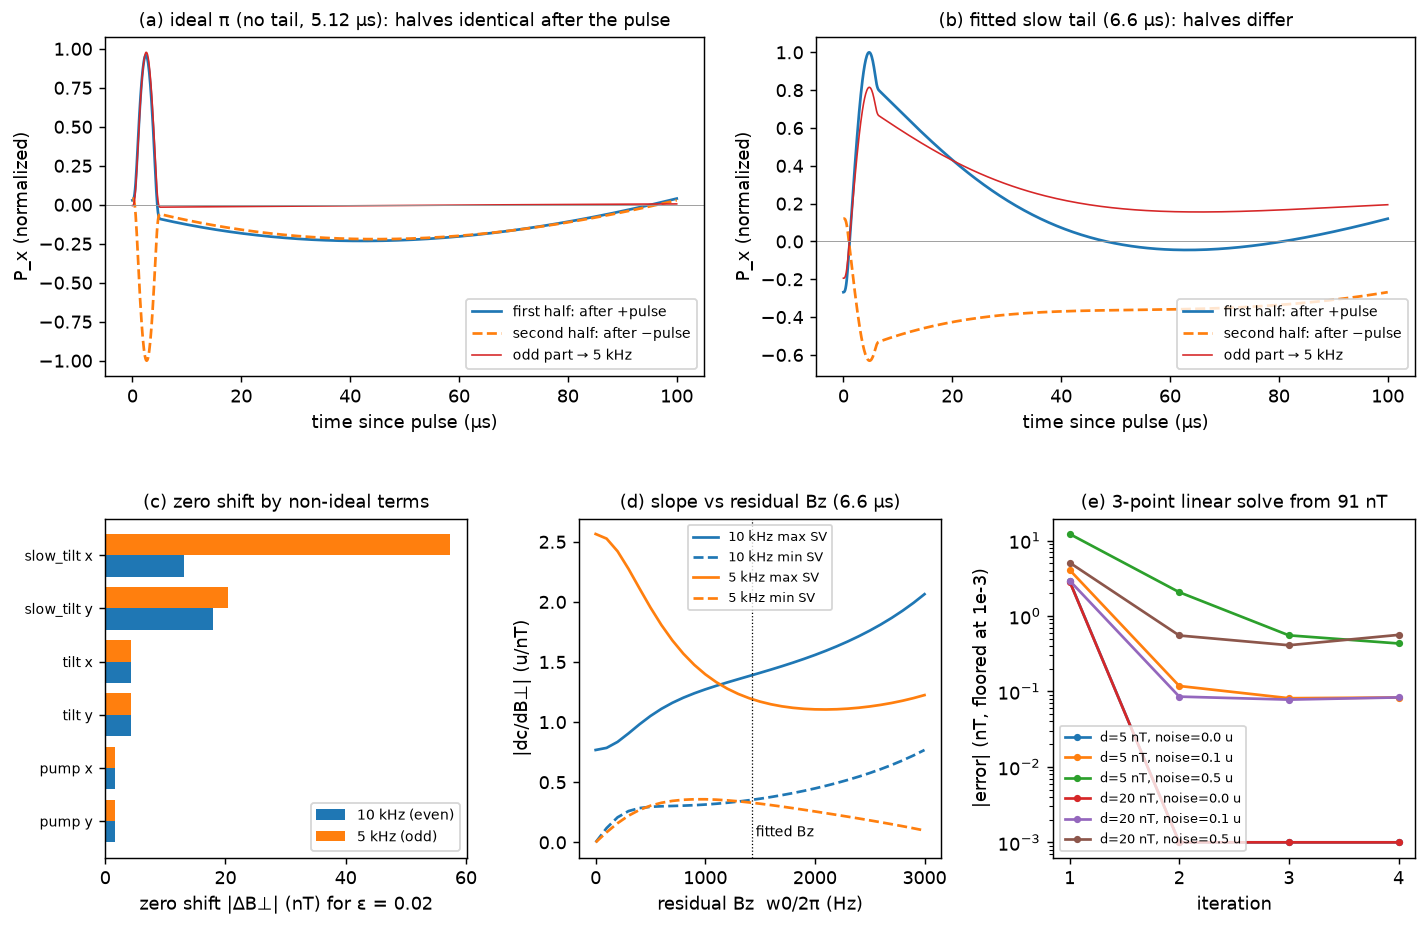 (a) ideal π (no tail, 5.12 µs): halves identical after the pulse
P_x (normalized)
1.00
0.75
0.50
0.25
0.00
−0.25
−0.50
−0.75
−1.00
first half: after +pulse
second half: after −pulse
odd part → 5 kHz
0 20 40 60 80 100
time since pulse (µs)
(b) fitted slow tail (6.6 µs): halves differ
P_x (normalized)
1.0
0.8
0.6
0.4
0.2
0.0
−0.2
−0.4
−0.6
first half: after +pulse
second half: after −pulse
odd part → 5 kHz
0 20 40 60 80 100
time since pulse (µs)
(c) zero shift by non-ideal terms
slow_tilt x
slow_tilt y
tilt x
tilt y
pump x
pump y
10 kHz (even)
5 kHz (odd)
0 20 40 60
zero shift |ΔB⊥| (nT) for ε = 0.02
(d) slope vs residual Bz (6.6 µs)
|dc/dB⊥| (u/nT)
2.5
2.0
1.5
1.0
0.5
0.0
10 kHz max SV
10 kHz min SV
5 kHz max SV
5 kHz min SV
fitted Bz
0 1000 2000 3000
residual Bz w0/2π (Hz)
(e) 3-point linear solve from 91 nT
|error| (nT, floored at 1e-3)
10¹
10⁰
10⁻¹
10⁻²
10⁻³
d=5 nT, noise=0.0 u
d=5 nT, noise=0.1 u
d=5 nT, noise=0.5 u
d=20 nT, noise=0.0 u
d=20 nT, noise=0.1 u
d=20 nT, noise=0.5 u
1 2 3 4
iteration